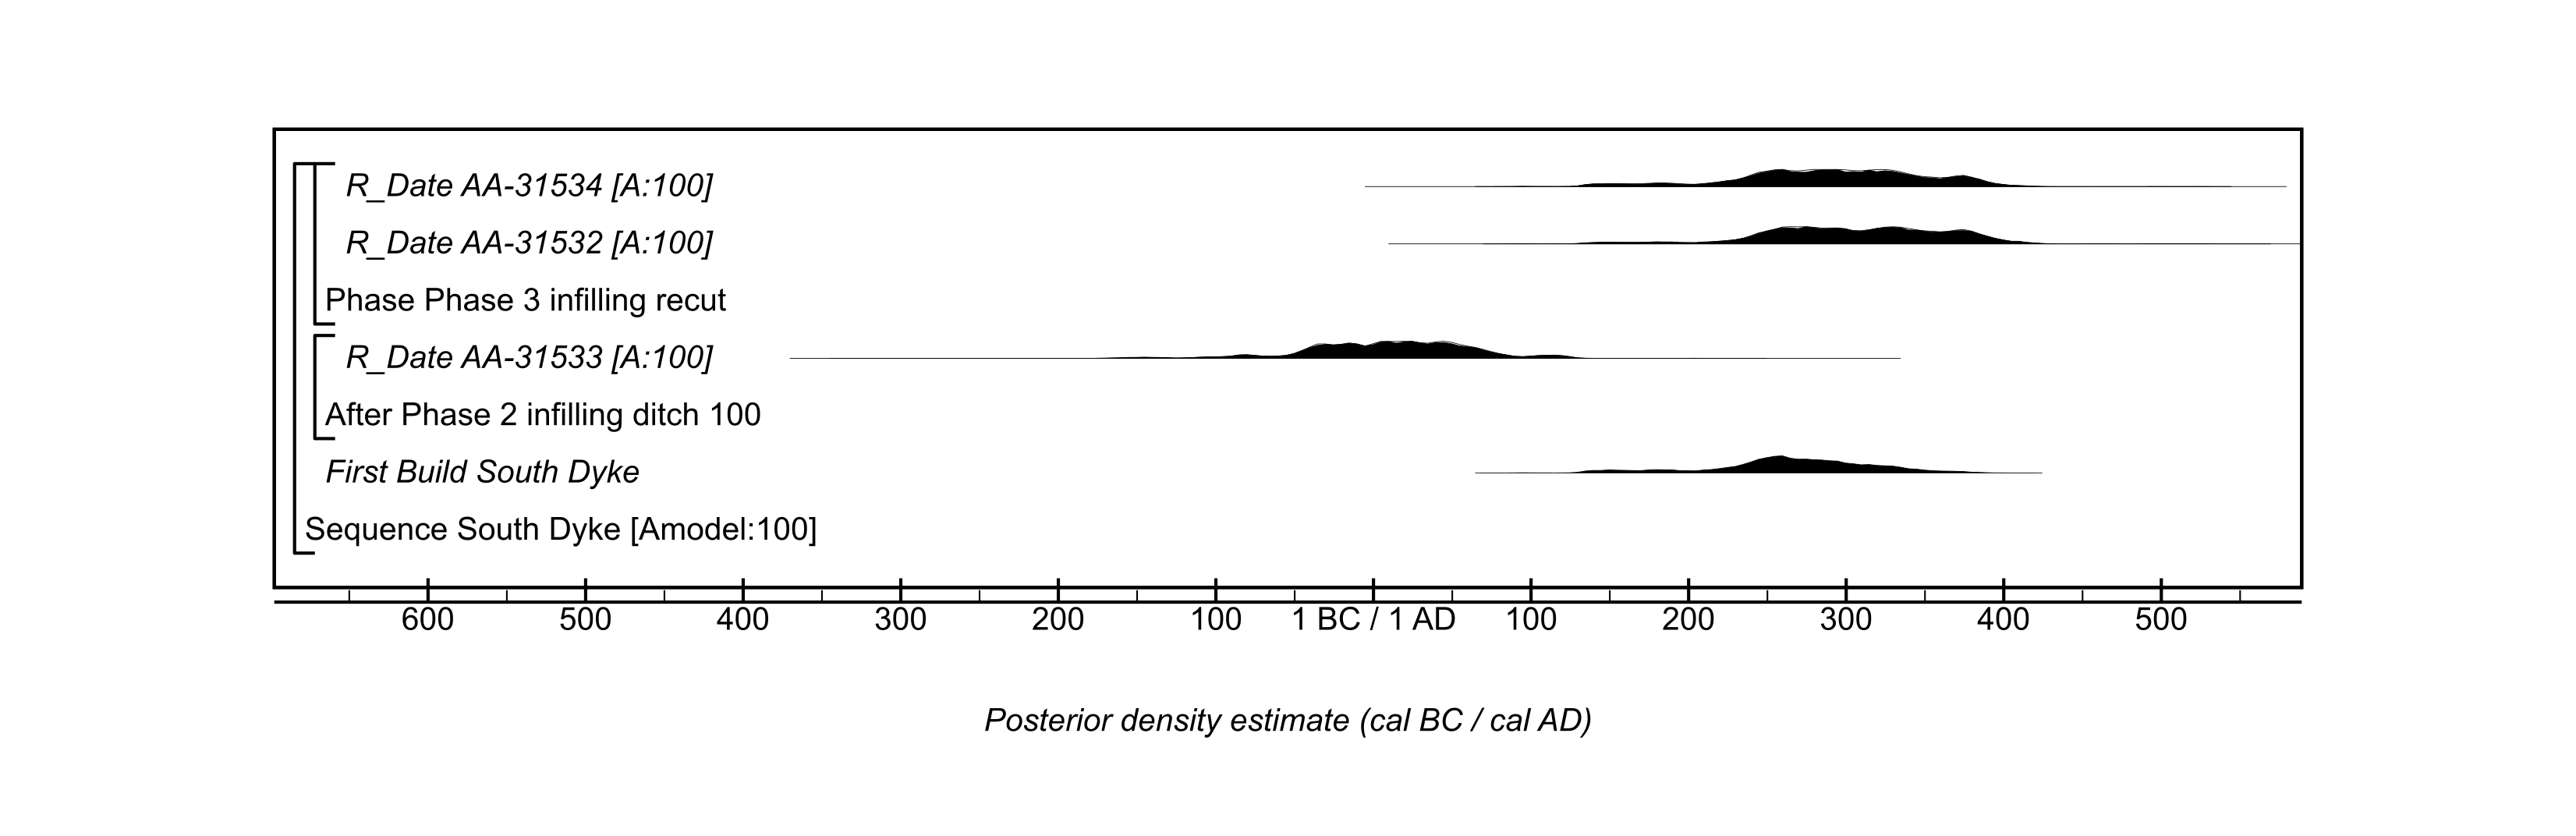 R_Date AA-31534 [A:100]
R_Date AA-31532 [A:100]
Phase Phase 3 infilling recut
R_Date AA-31533 [A:100]
After Phase 2 infilling ditch 100
First Build South Dyke
Sequence South Dyke [Amodel:100]
600 500 400 300 200 100 1 BC / 1 AD 100 200 300 400 500
Posterior density estimate (cal BC / cal AD)